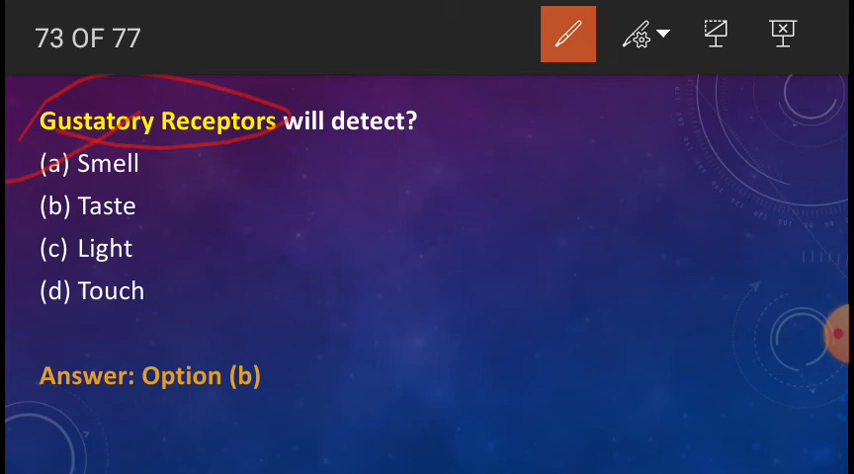 73 OF 77
Gustatory Receptors will detect?
(a) Smell
(b) Taste
(c) Light
(d) Touch
Answer: Option (b)